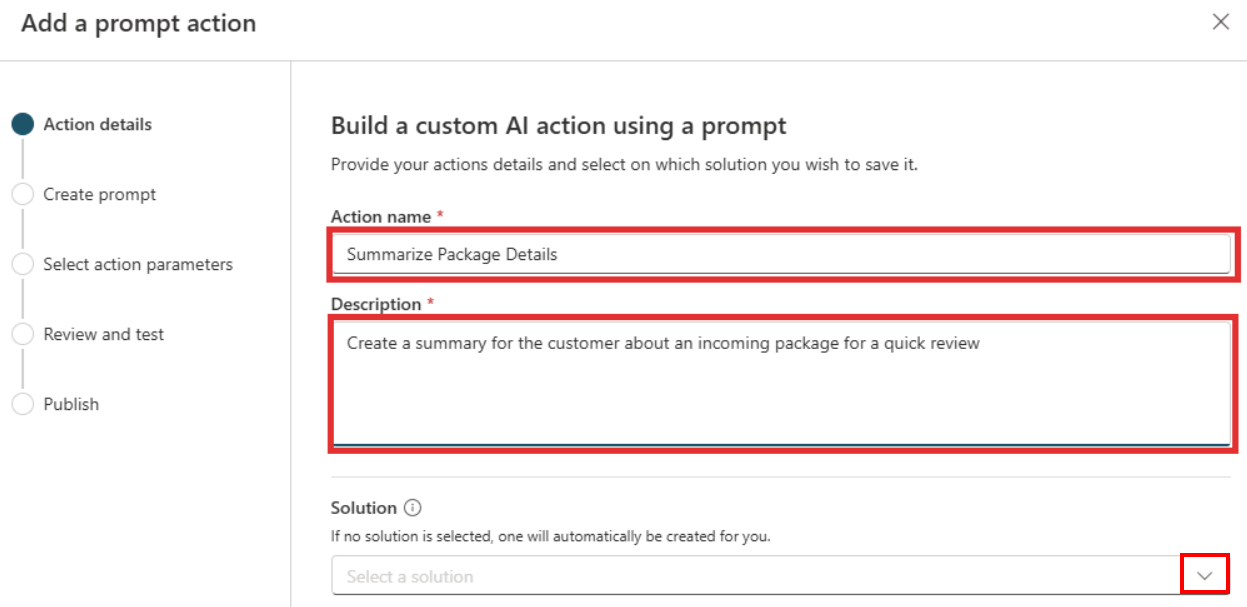 Add a prompt action
Action details
Create prompt
Select action parameters
Review and test
Publish
Build a custom AI action using a prompt
Provide your actions details and select on which solution you wish to save it.
Action name *
Summarize Package Details
Description *
Create a summary for the customer about an incoming package for a quick review
Solution
If no solution is selected, one will automatically be created for you.
Select a solution